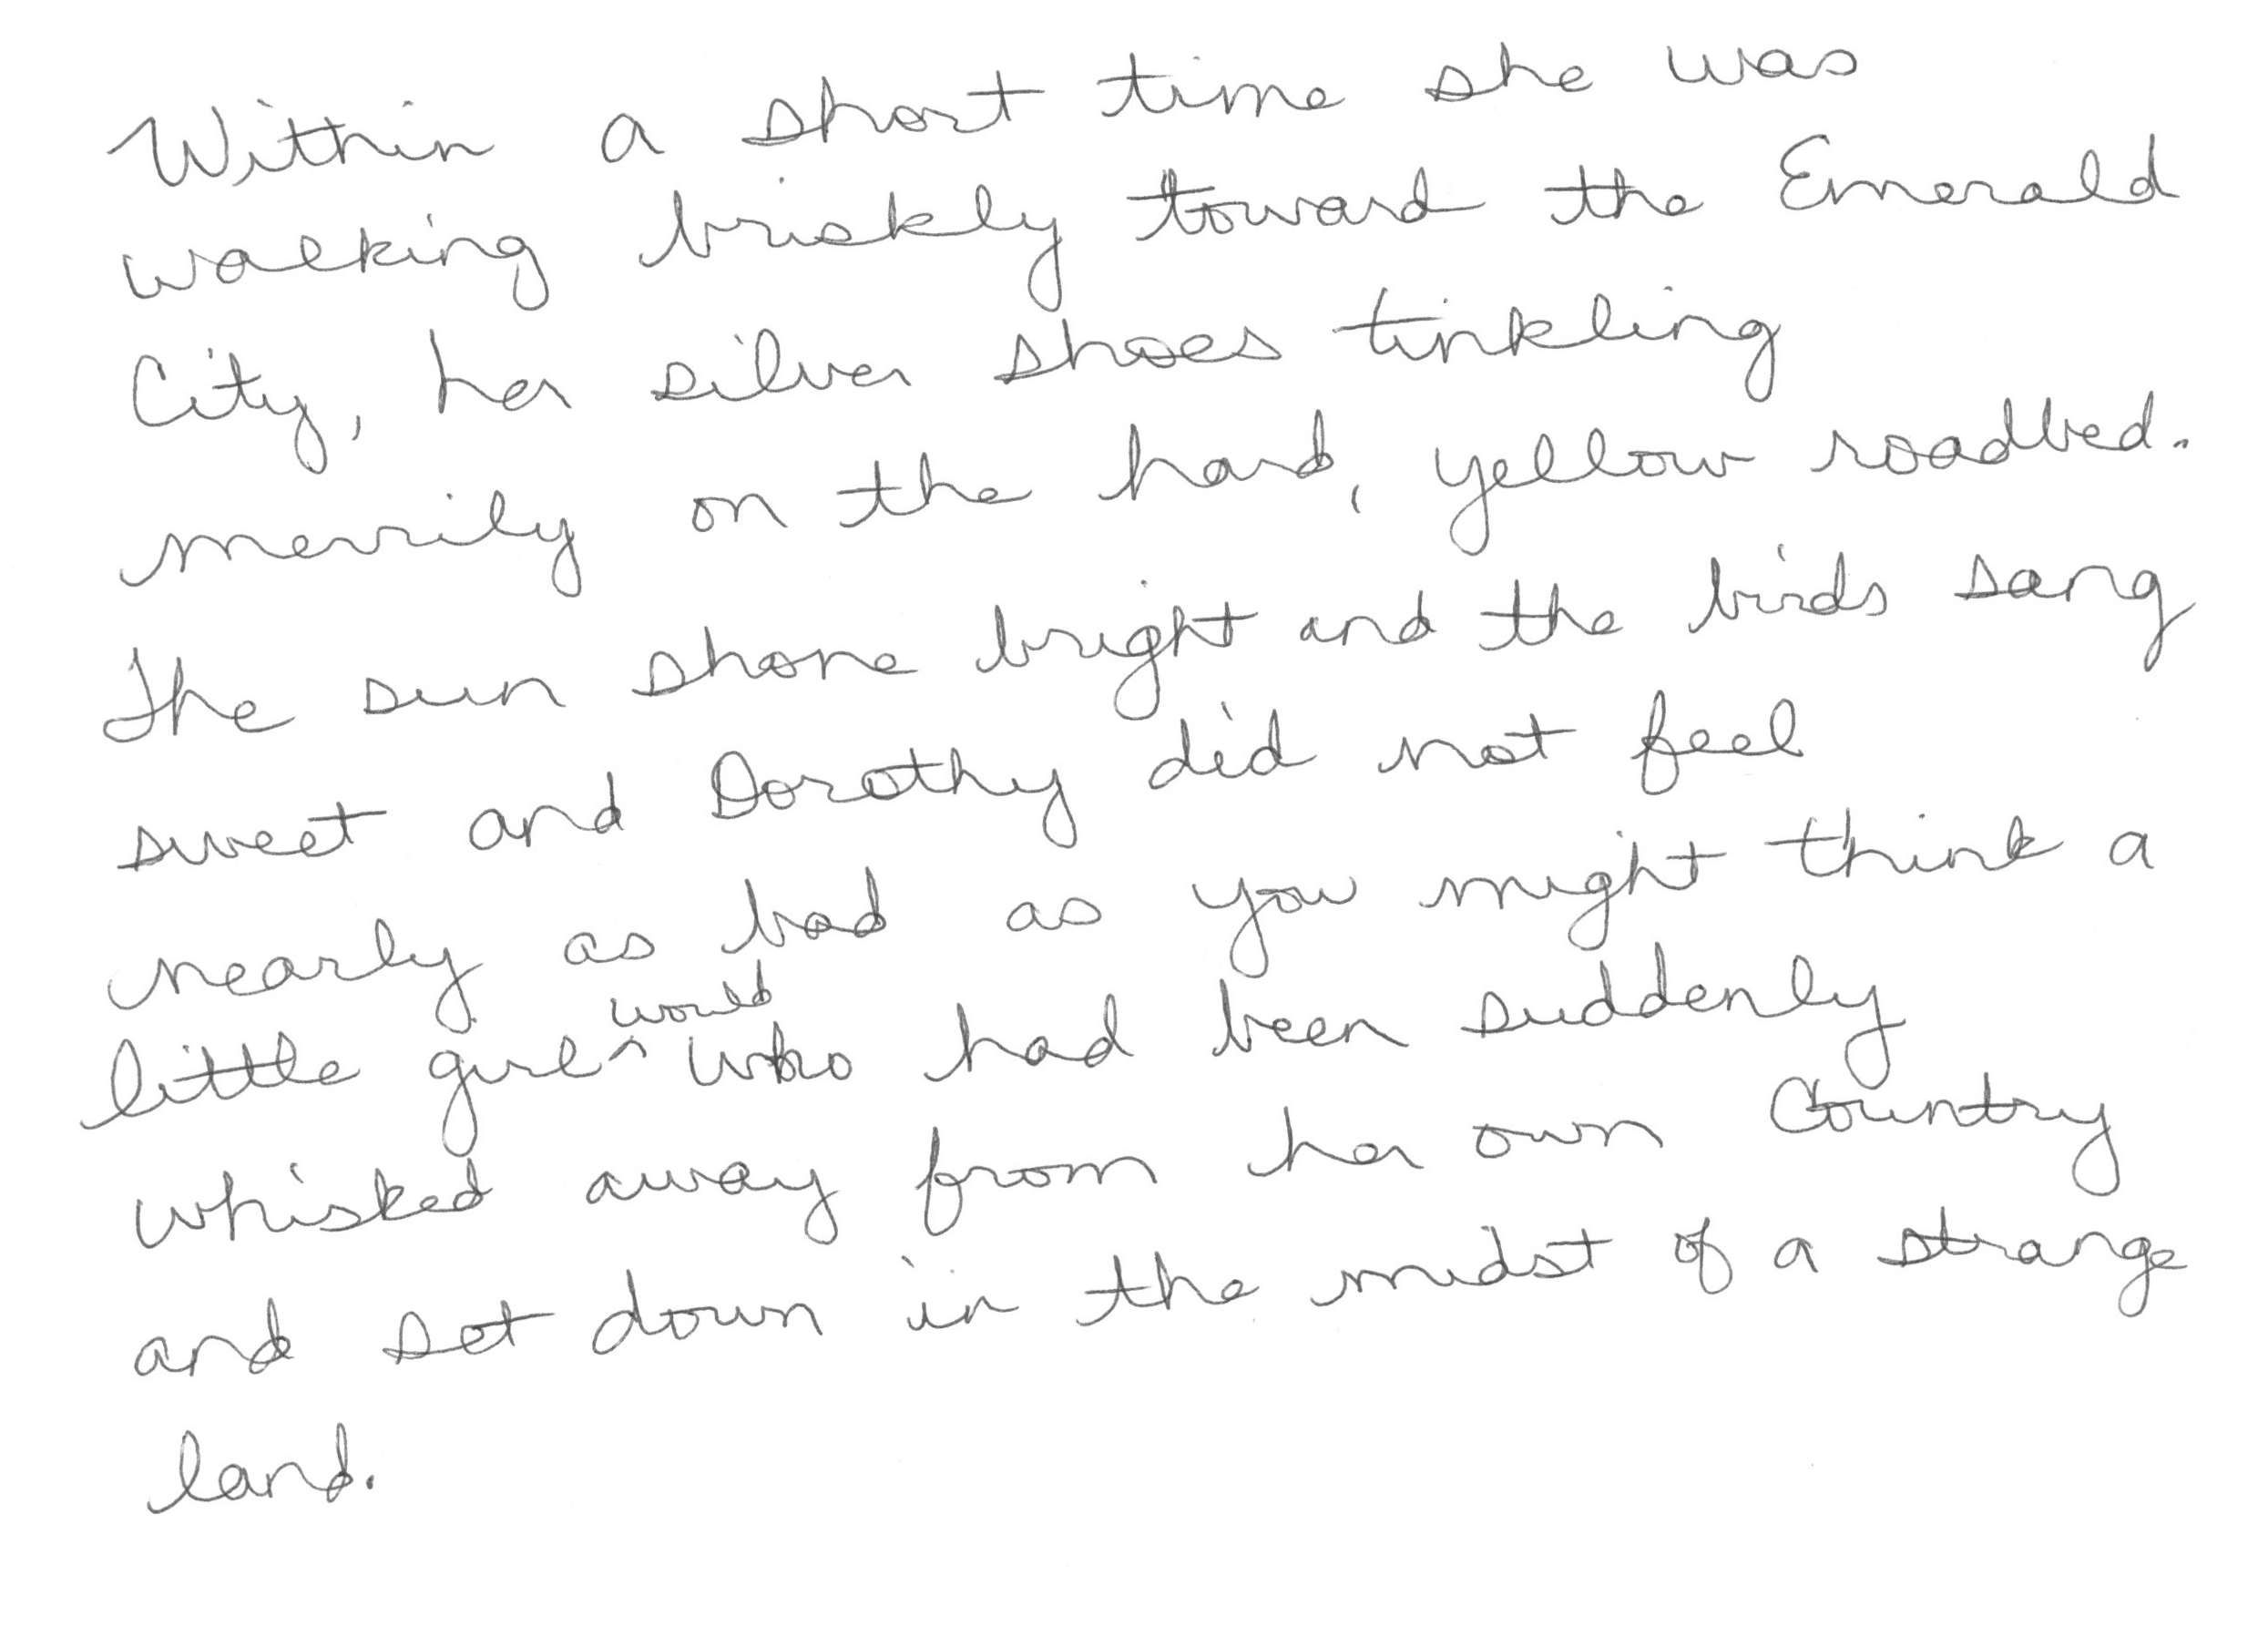 Within a short time she was
walking briskly toward the Emerald
City, her silver shoes tinkling
merrily on the hard, yellow roadbed.
The sun shone bright and the birds sang
sweet and Dorothy did not feel
nearly as bad as you might think a
little girl ^would who had been suddenly
whisked away from her own Country
and set down in the midst of a strange
land.